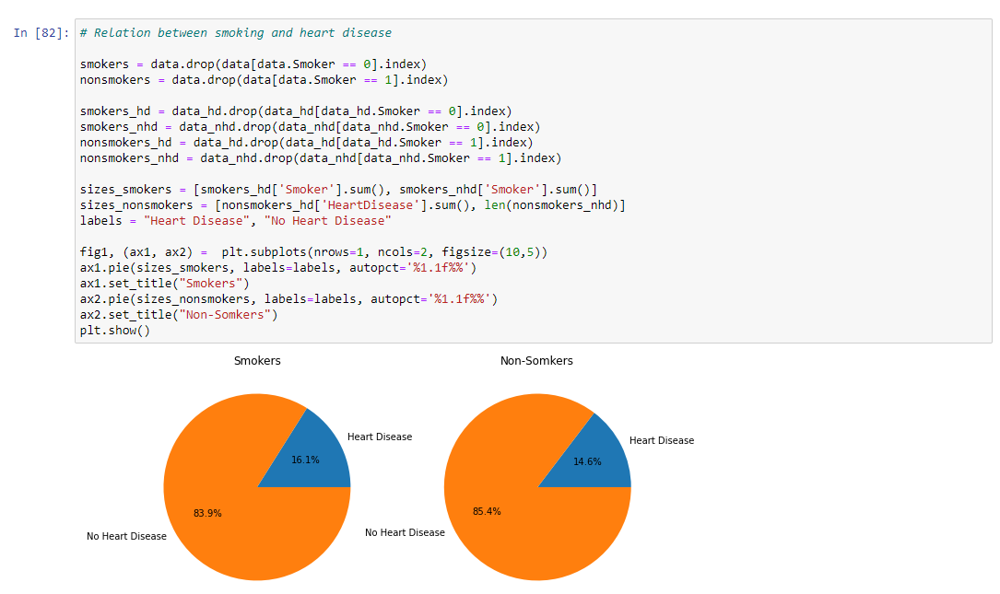 In [82]: # Relation between smoking and heart disease
smokers = data.drop(data[data.Smoker == 0].index)
nonsmokers = data.drop(data[data.Smoker == 1].index)
smokers_hd = data_hd.drop(data_hd[data_hd.Smoker == 0].index)
smokers_nhd = data_nhd.drop(data_nhd[data_nhd.Smoker == 0].index)
nonsmokers_hd = data_hd.drop(data_hd[data_hd.Smoker == 1].index)
nonsmokers_nhd = data_nhd.drop(data_nhd[data_nhd.Smoker == 1].index)
sizes_smokers = [smokers_hd['Smoker'].sum(), smokers_nhd['Smoker'].sum()]
sizes_nonsmokers = [nonsmokers_hd['HeartDisease'].sum(), len(nonsmokers_nhd)]
labels = "Heart Disease", "No Heart Disease"
fig1, (ax1, ax2) =  plt.subplots(nrows=1, ncols=2, figsize=(10,5))
ax1.pie(sizes_smokers, labels=labels, autopct='%1.1f%%')
ax1.set_title("Smokers")
ax2.pie(sizes_nonsmokers, labels=labels, autopct='%1.1f%%')
ax2.set_title("Non-Somkers")
plt.show()
Smokers
Heart Disease
16.1%
83.9%
No Heart Disease
Non-Somkers
Heart Disease
14.6%
85.4%
No Heart Disease